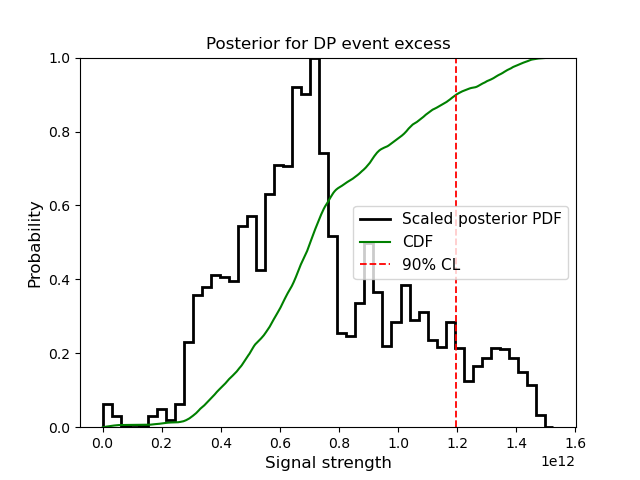 Posterior for DP event excess
Probability
1.0
0.8
0.6
0.4
0.2
0.0
Scaled posterior PDF
CDF
90% CL
0.0 0.2 0.4 0.6 0.8 1.0 1.2 1.4 1.6
1e12
Signal strength